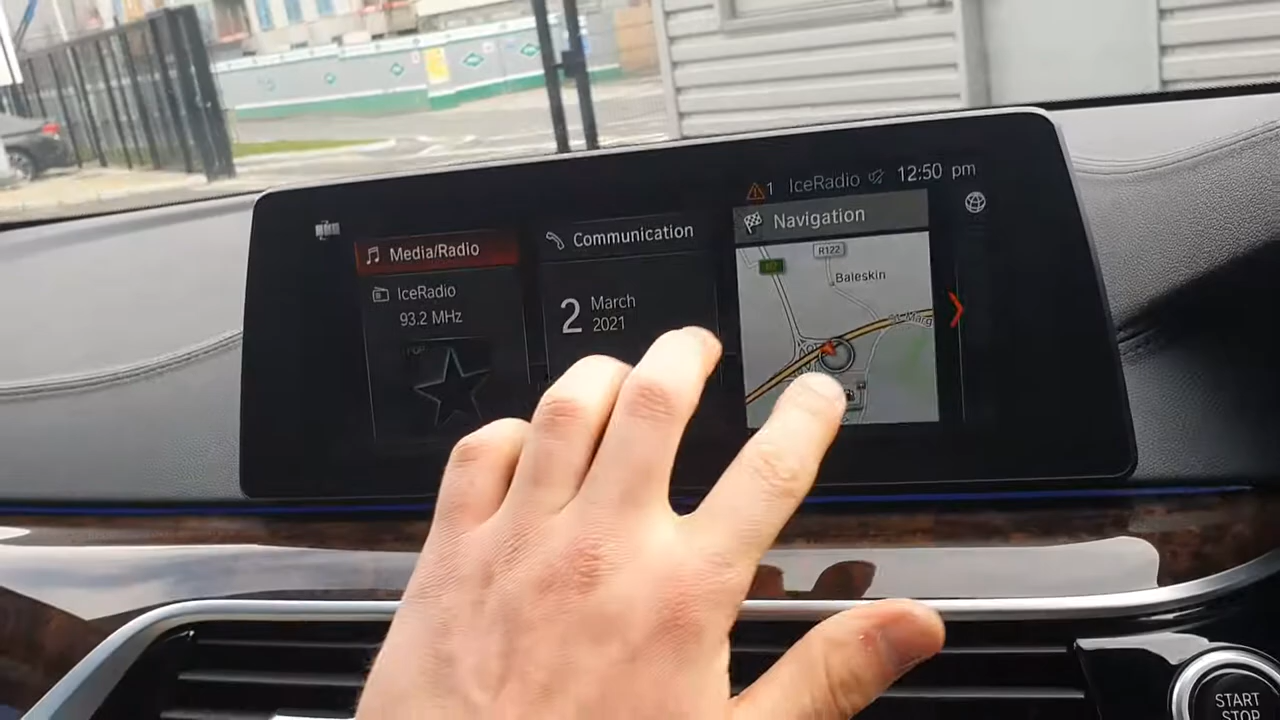 1 IceRadio 12:50 pm
Media/Radio
IceRadio
93.2 MHz
Communication
2 March
2021
Navigation
R122
Baleskin
START
STOP